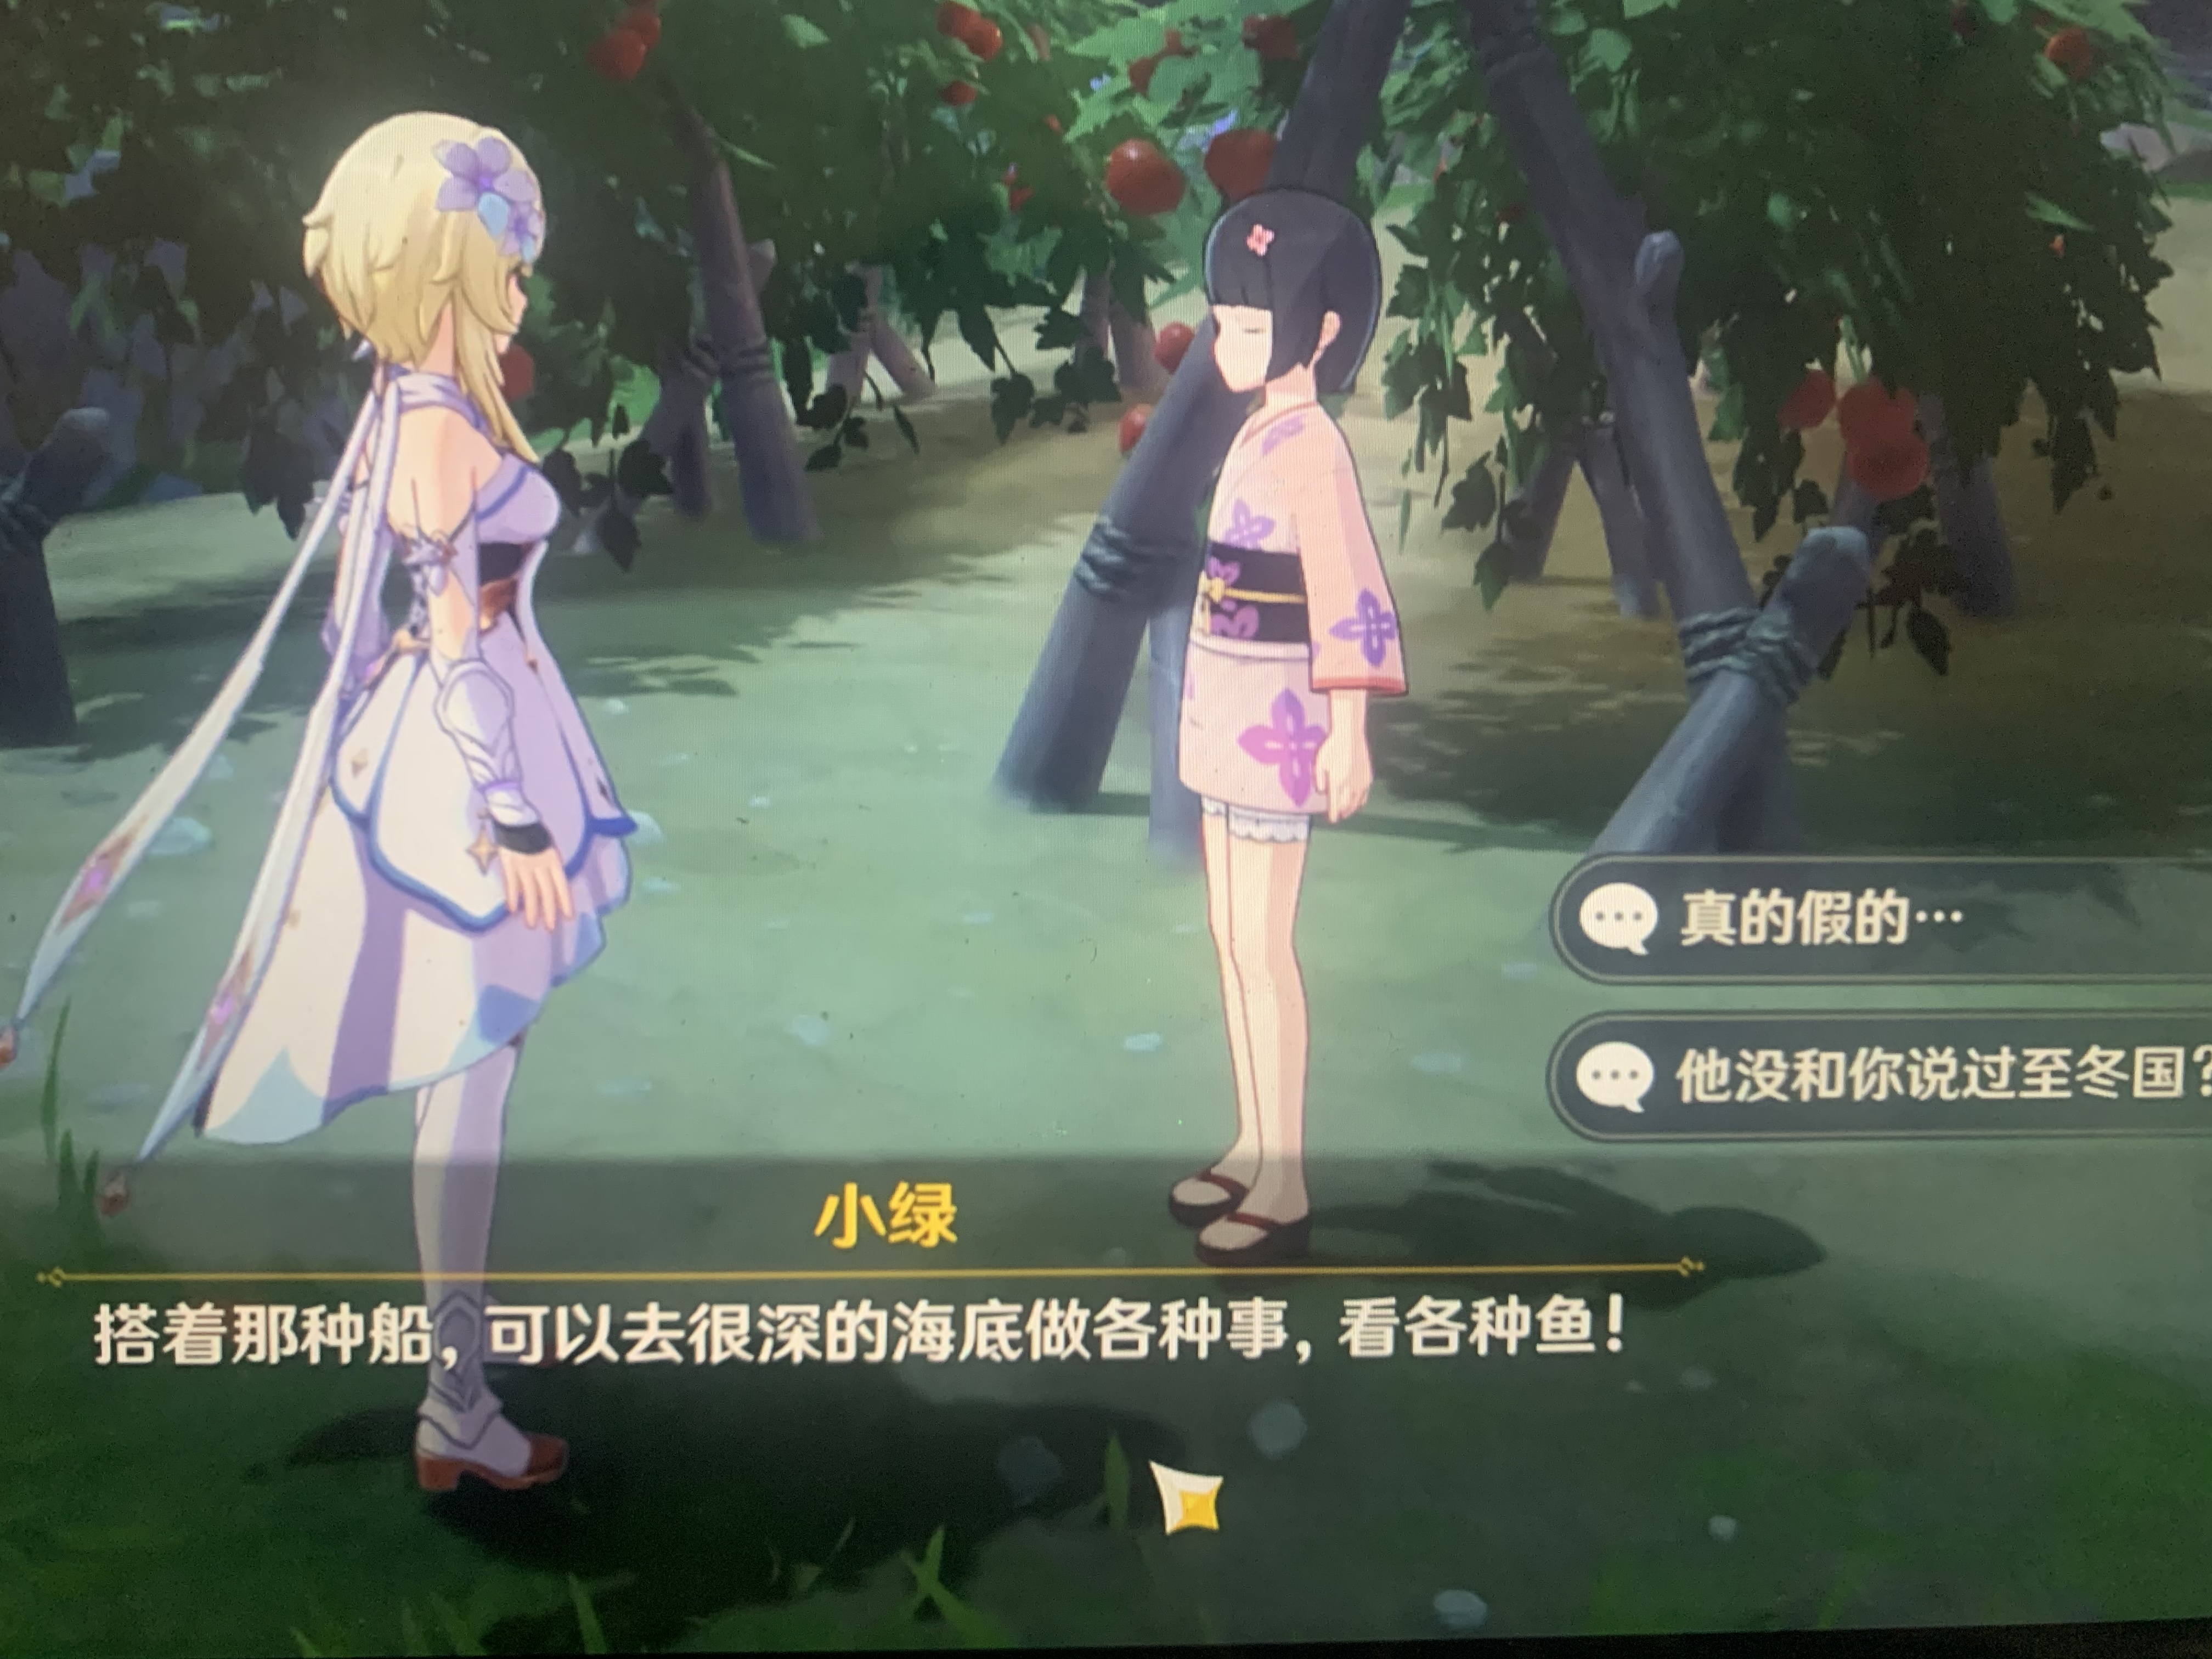 真的假的…
他没和你说过至冬国?
小绿
搭着那种船，可以去很深的海底做各种事，看各种鱼！